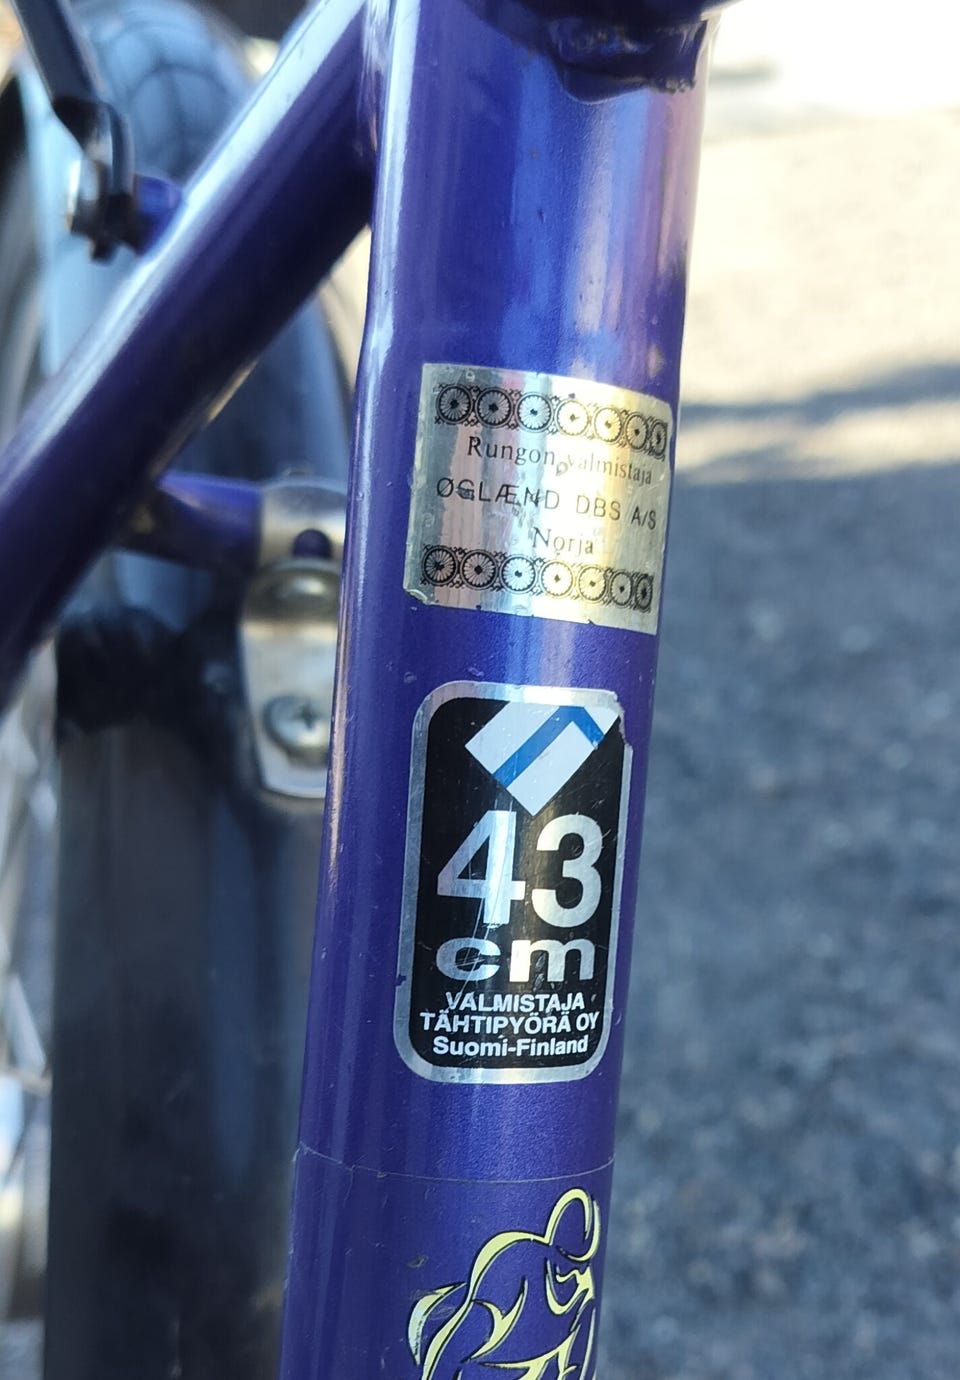 Rungon valmistaja
ØGLÆND DBS A/S
Norja
43
cm
VALMISTAJA
TÄHTIPYÖRÄ OY
Suomi-Finland